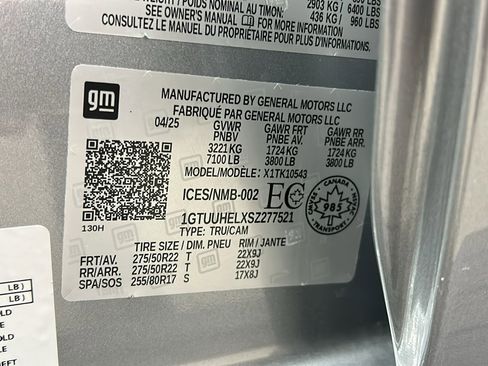 2903 KG / 6400 LBS
436 KG / 960 LBS
SEE OWNER'S MANUAL FOR MORE INFORMATION
CONSULTEZ LE MANUEL DU PROPRIÉTAIRE POUR PLUS
gm
MANUFACTURED BY GENERAL MOTORS LLC
FABRIQUÉ PAR GENERAL MOTORS LLC
04/25 GVWR GAWR FRT GAWR RR
PNBV PNBE AV. PNBE ARR.
3221 KG 1724 KG 1724 KG
7100 LB 3800 LB 3800 LB
MODEL/MODÈLE: X1TK10543
ICES/NMB-002 EC
CANADA 985
1GTUUHELXSZ277521
130H
TYPE: TRU/CAM
TIRE SIZE / DIM. PNEU RIM / JANTE
FRT/AV. 275/50R22 T 22X9J
RR/ARR. 275/50R22 T 22X9J
SPA/SOS 255/80R17 S 17X8J
LB )
LB )